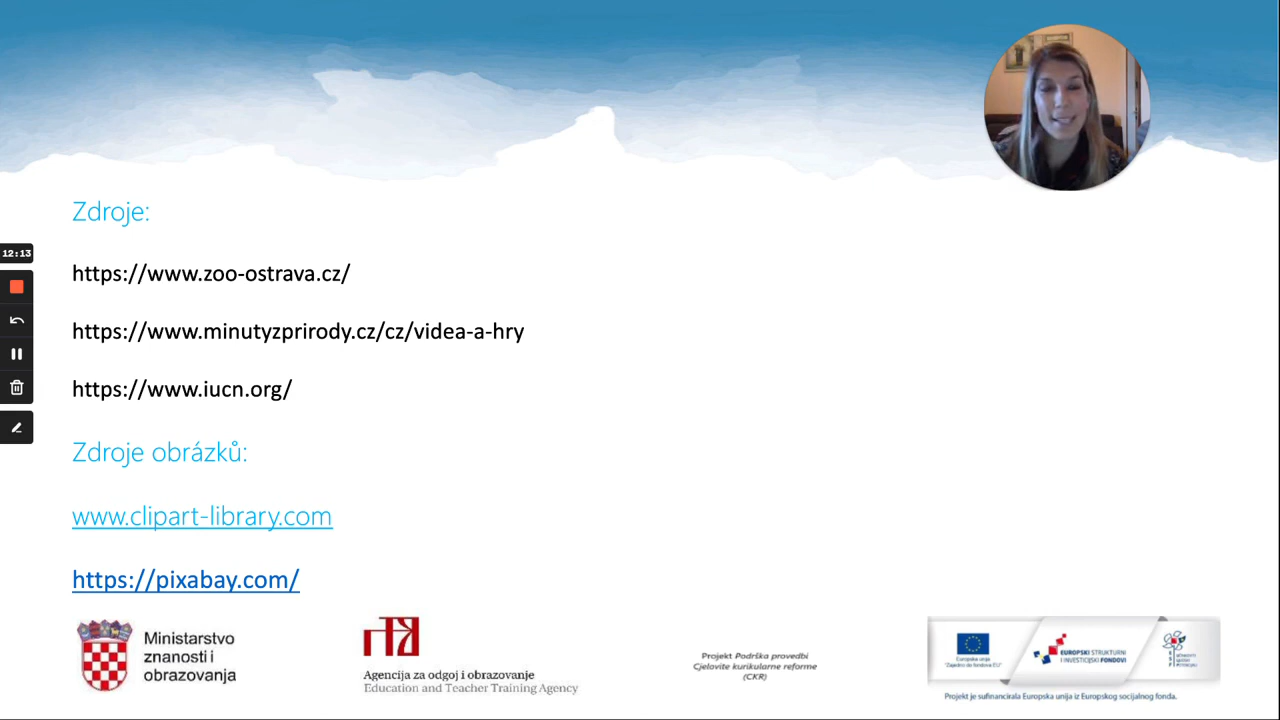 Zdroje:
12:13
https://www.zoo-ostrava.cz/
https://www.minutyzprirody.cz/cz/videa-a-hry
https://www.iucn.org/
Zdroje obrázků:
www.clipart-library.com
https://pixabay.com/
Ministarstvo
znanosti i
obrazovanja
Agencija za odgoj i obrazovanje
Education and Teacher Training Agency
Projekt Podrška provedbi
Cjelovite kurikularne reforme
(CKR)
Europska unija
"Zajedno do fondova EU"
EUROPSKI STRUKTURNI
I INVESTICIJSKI FONDOVI
Projekt je sufinancirala Europska unija iz Europskog socijalnog fonda.